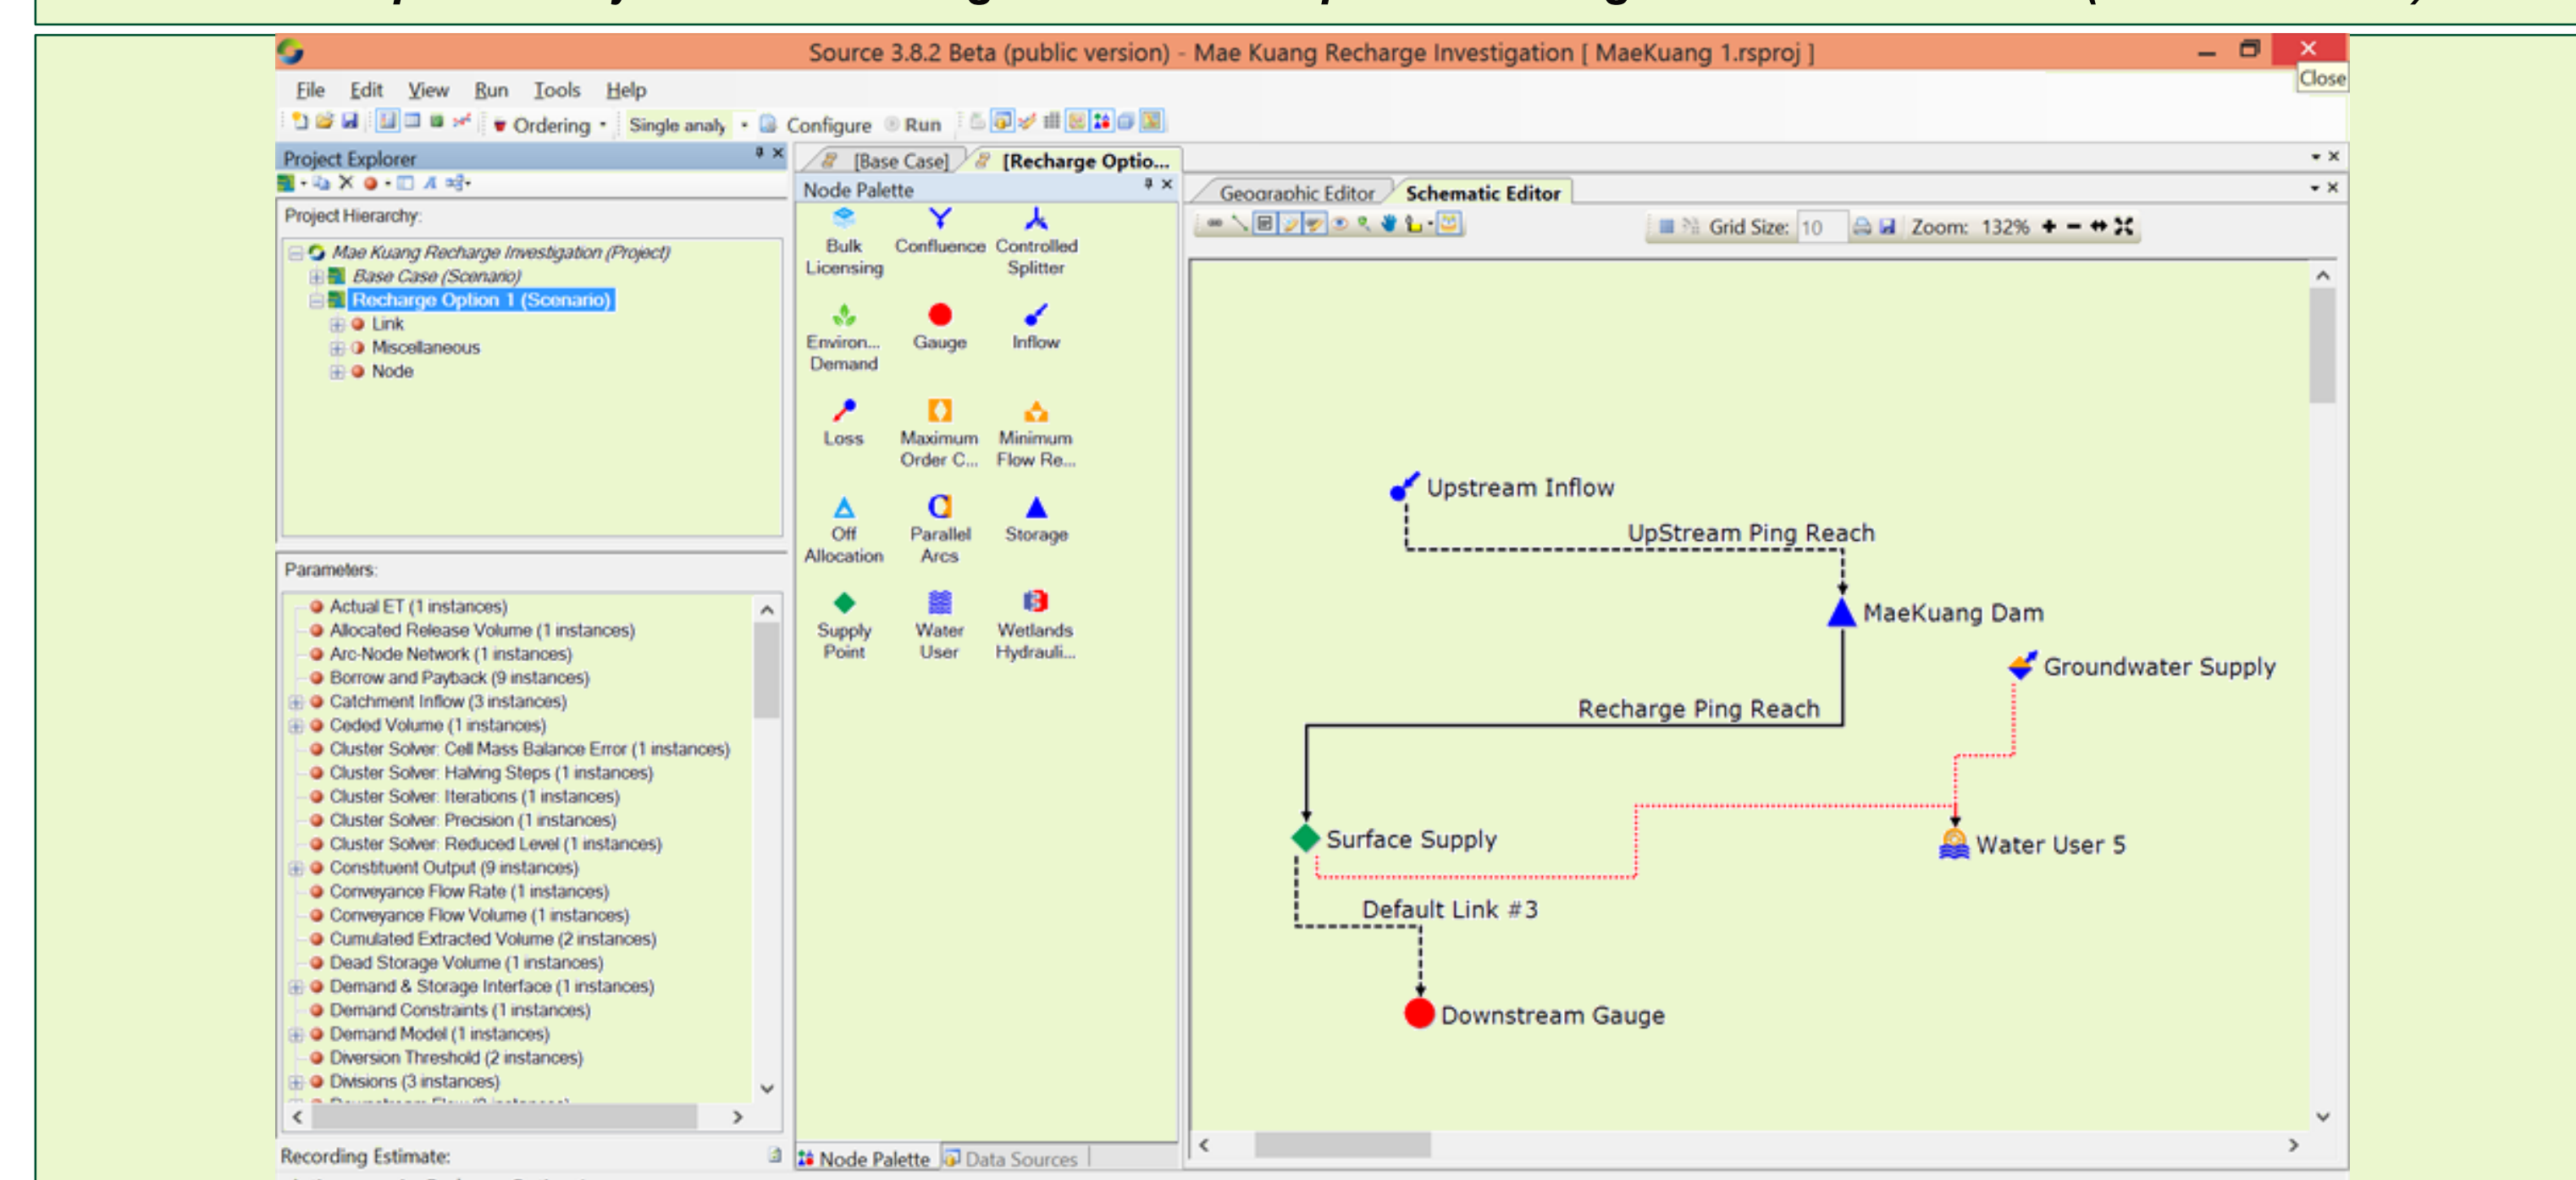 Source 3.8.2 Beta (public version) - Mae Kuang Recharge Investigation [ MaeKuang 1.rsproj ]
Close
File Edit View Run Tools Help
Ordering Single analy Configure Run
Project Explorer
Project Hierarchy:
Mae Kuang Recharge Investigation (Project)
Base Case (Scenario)
Recharge Option 1 (Scenario)
Link
Miscellaneous
Node
Parameters:
Actual ET (1 instances)
Allocated Release Volume (1 instances)
Arc-Node Network (1 instances)
Borrow and Payback (9 instances)
Catchment Inflow (3 instances)
Ceded Volume (1 instances)
Cluster Solver: Cell Mass Balance Error (1 instances)
Cluster Solver: Halving Steps (1 instances)
Cluster Solver: Iterations (1 instances)
Cluster Solver: Precision (1 instances)
Cluster Solver: Reduced Level (1 instances)
Constituent Output (9 instances)
Conveyance Flow Rate (1 instances)
Conveyance Flow Volume (1 instances)
Cumulated Extracted Volume (2 instances)
Dead Storage Volume (1 instances)
Demand & Storage Interface (1 instances)
Demand Constraints (1 instances)
Demand Model (1 instances)
Diversion Threshold (2 instances)
Divisions (3 instances)
Recording Estimate:
[Base Case] [Recharge Optio...
Node Palette
Bulk Licensing
Confluence
Controlled Splitter
Environ... Demand
Gauge
Inflow
Loss
Maximum Order C...
Minimum Flow Re...
Off Allocation
Parallel Arcs
Storage
Supply Point
Water User
Wetlands Hydrauli...
Node Palette Data Sources
Geographic Editor Schematic Editor
Grid Size: 10 Zoom: 132%
Upstream Inflow
UpStream Ping Reach
MaeKuang Dam
Groundwater Supply
Recharge Ping Reach
Surface Supply
Water User 5
Default Link #3
Downstream Gauge